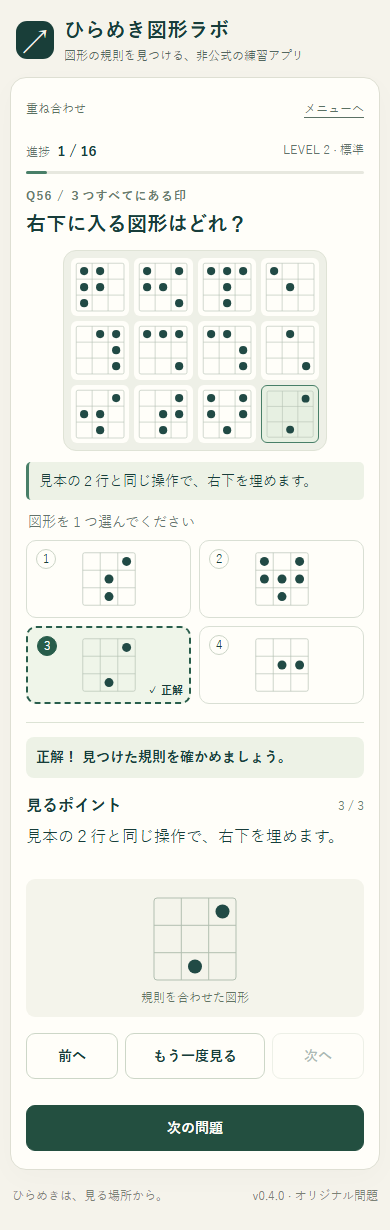 ひらめき図形ラボ
図形の規則を見つける、非公式の練習アプリ
重ね合わせ
メニューへ
進捗 1 / 16
LEVEL 2 · 標準
Q56 / 3つすべてにある印
右下に入る図形はどれ？
見本の2行と同じ操作で、右下を埋めます。
図形を1つ選んでください
1
2
3
✓ 正解
4
正解！ 見つけた規則を確かめましょう。
見るポイント
3 / 3
見本の2行と同じ操作で、右下を埋めます。
規則を合わせた図形
前へ
もう一度見る
次へ
次の問題
ひらめきは、見る場所から。
v0.4.0 · オリジナル問題